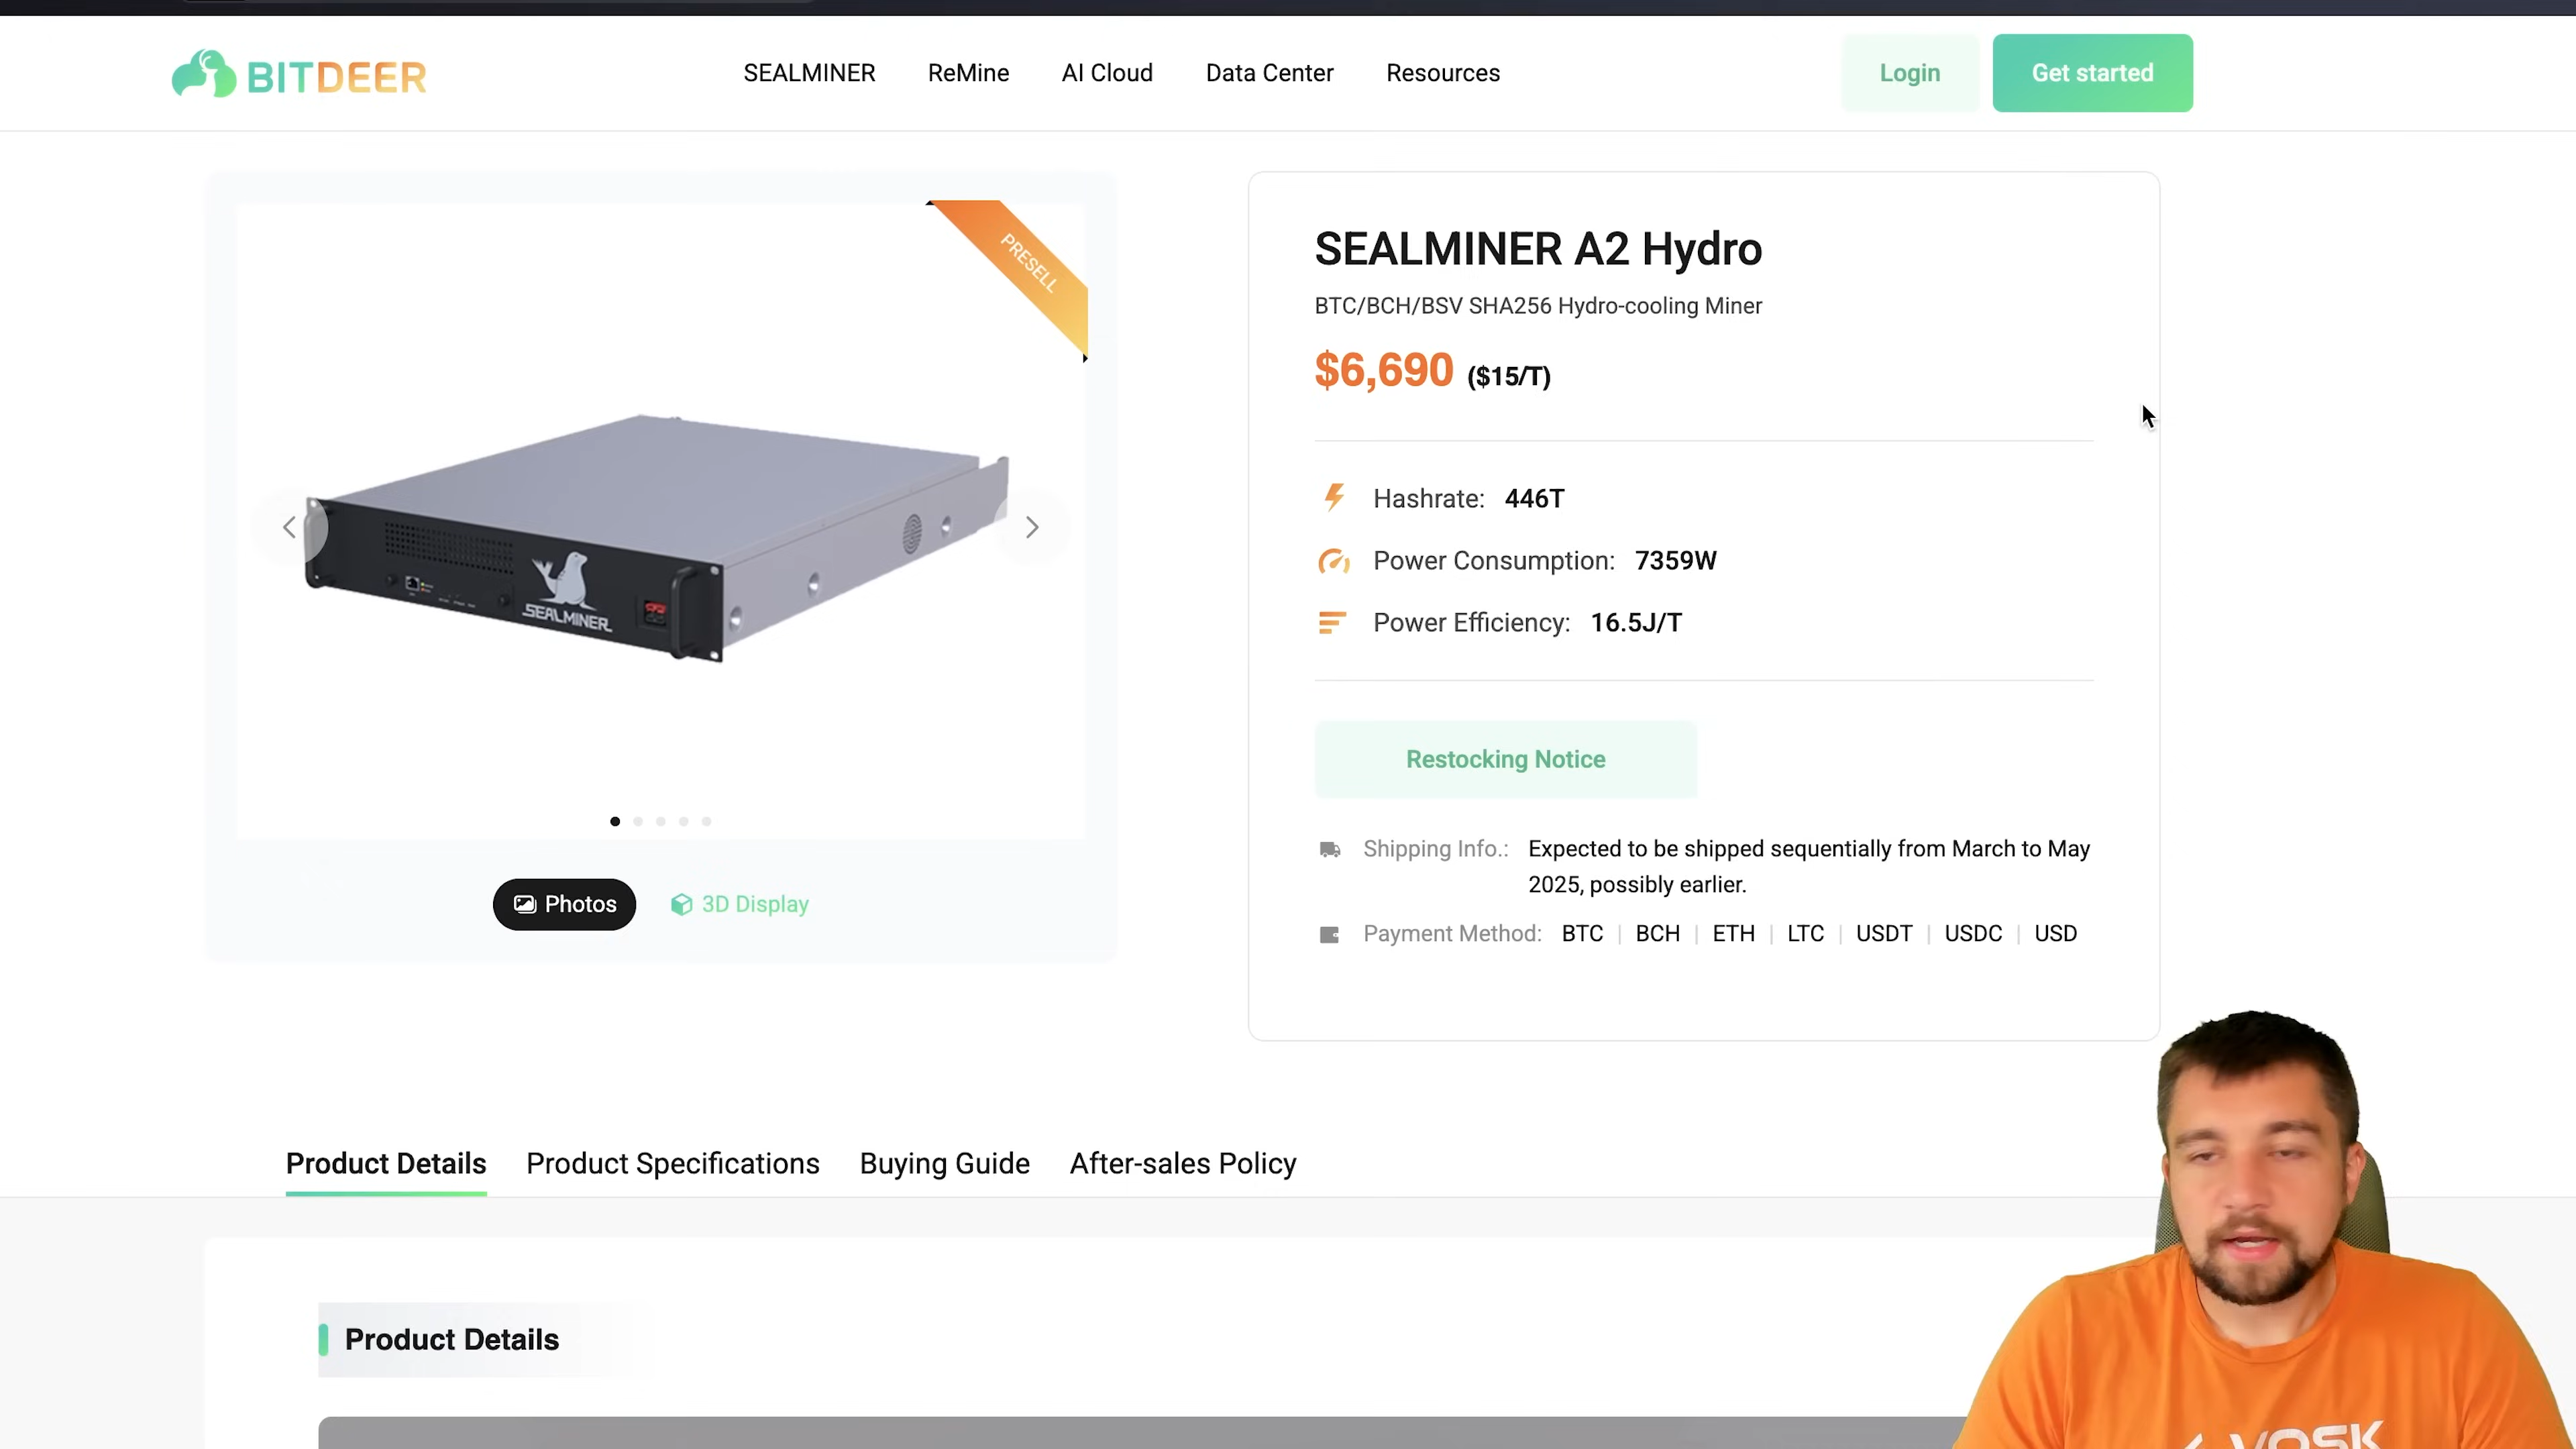 BITDEER
SEALMINER ReMine AI Cloud Data Center Resources
Login Get started
PRESELL
SEALMINER
SEALMINER A2 Hydro
BTC/BCH/BSV SHA256 Hydro-cooling Miner
$6,690 ($15/T)
Hashrate: 446T
Power Consumption: 7359W
Power Efficiency: 16.5J/T
Restocking Notice
Shipping Info.: Expected to be shipped sequentially from March to May
2025, possibly earlier.
Payment Method: BTC | BCH | ETH | LTC | USDT | USDC | USD
Photos 3D Display
Product Details Product Specifications Buying Guide After-sales Policy
Product Details
VOSK